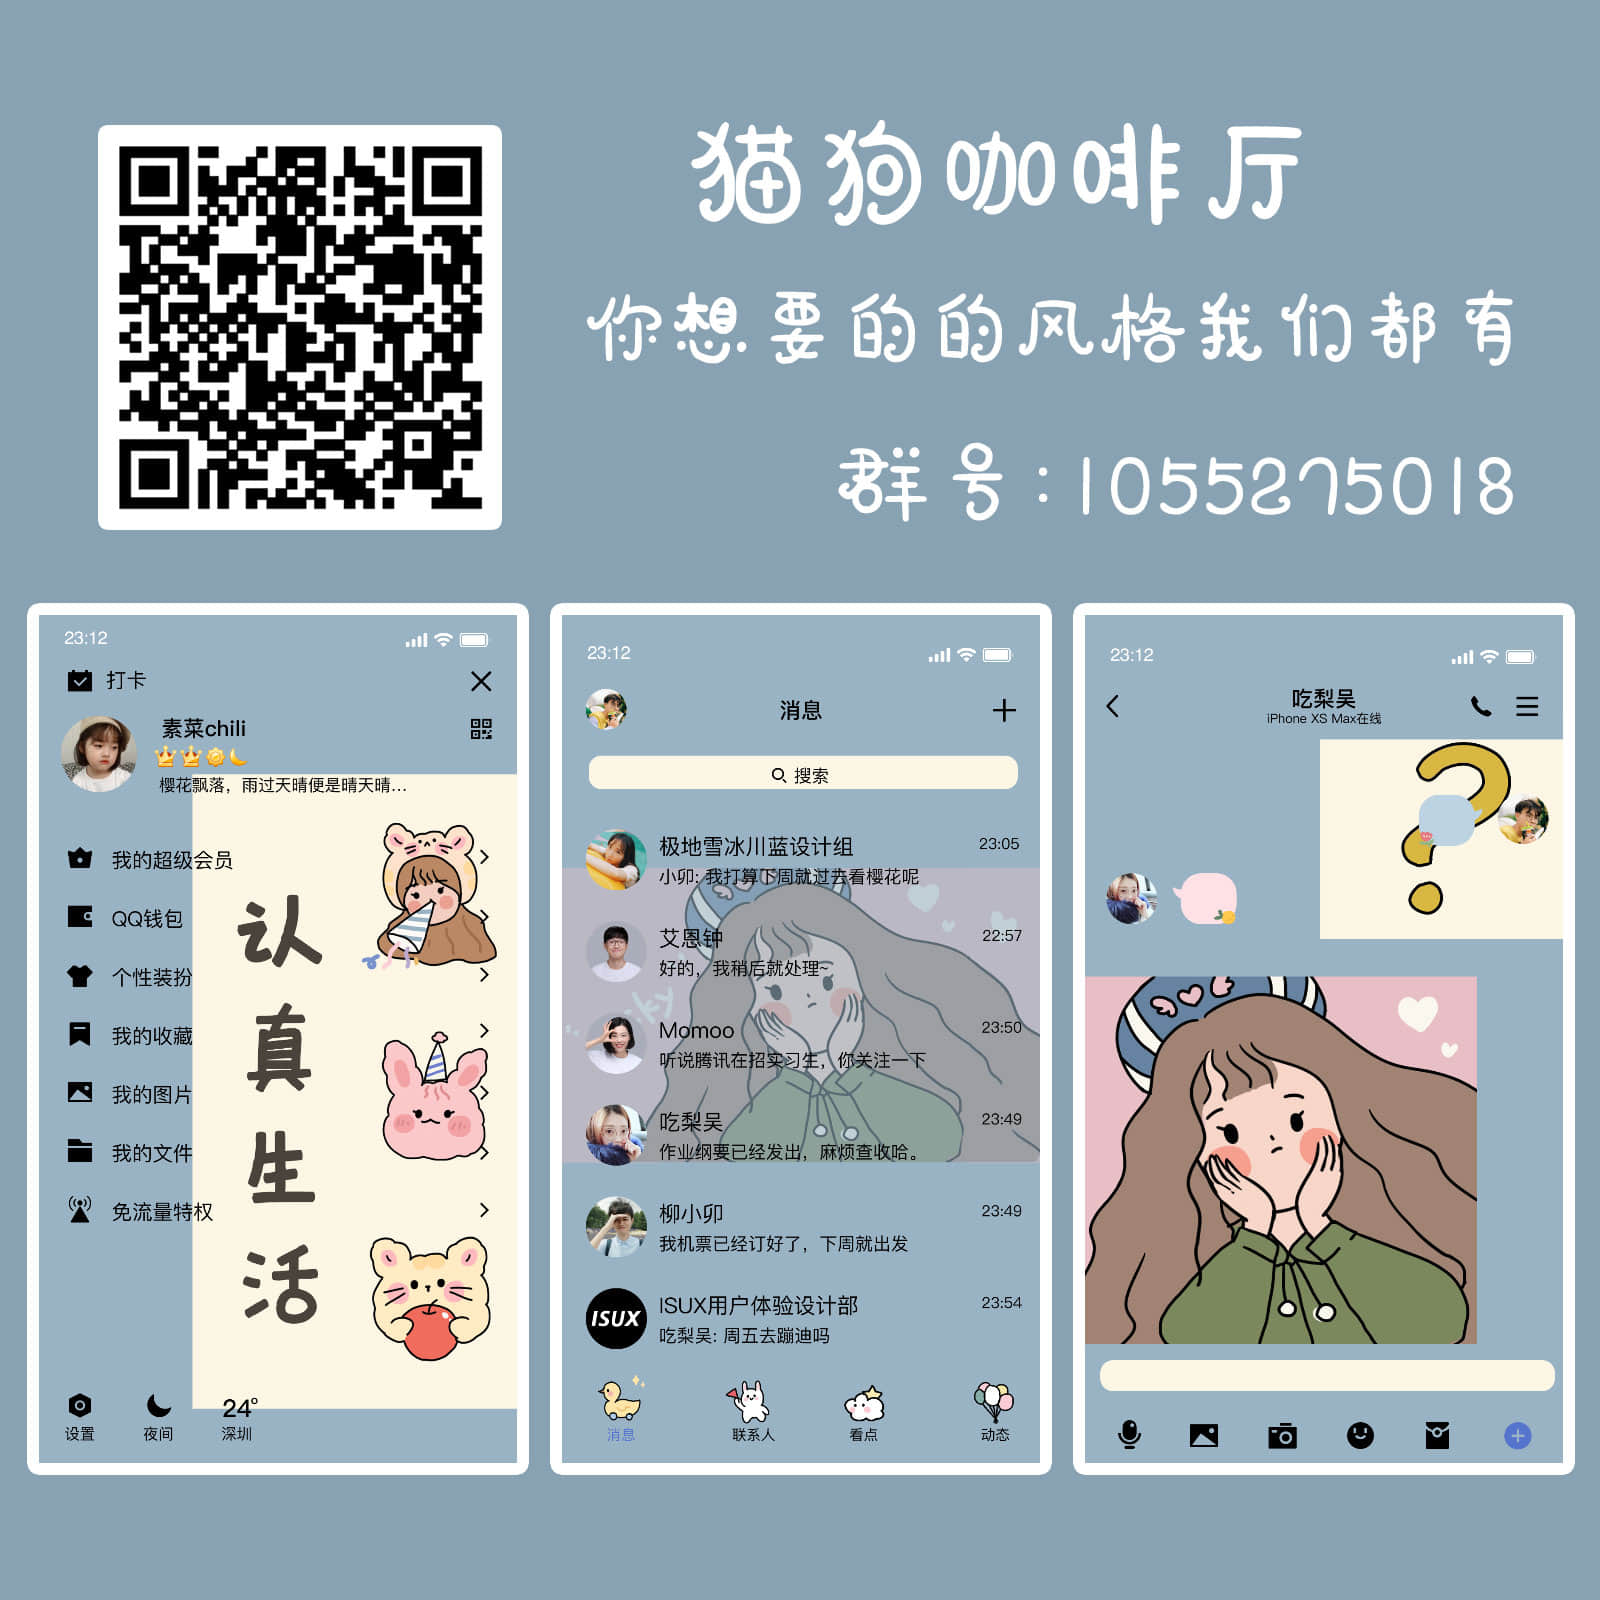 猫狗咖啡厅
你想要的的风格我们都有
群号:1055275018
23:12
打卡
素菜chili
樱花飘落，雨过天晴便是晴天晴...
我的超级会员
QQ钱包
个性装扮
我的收藏
我的图片
我的文件
免流量特权
认
真
生
活
设置
夜间
24°
深圳
23:12
消息
搜索
极地雪冰川蓝设计组 23:05
小卯: 我打算下周就过去看樱花呢
艾恩钟 22:57
好的，我稍后就处理~
Momoo 23:50
听说腾讯在招实习生，你关注一下
吃梨吴 23:49
作业纲要已经发出，麻烦查收哈。
柳小卯 23:49
我机票已经订好了，下周就出发
ISUX
ISUX用户体验设计部 23:54
吃梨吴: 周五去蹦迪吗
消息
联系人
看点
动态
23:12
吃梨吴
iPhone XS Max在线
?